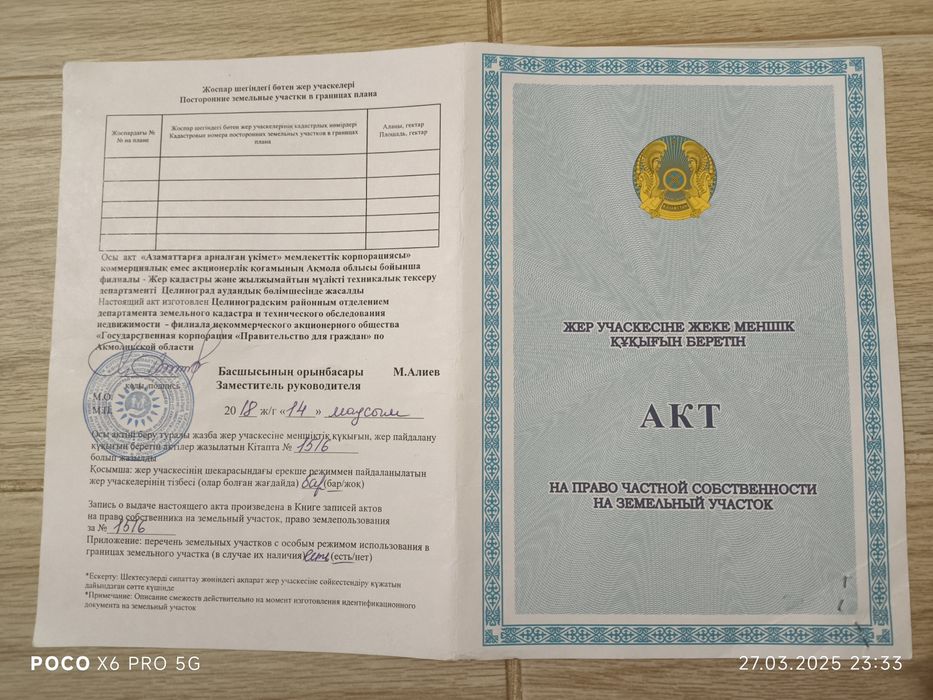 Жоспар шегіндегі бөтен жер учаскелері
Посторонние земельные участки в границах плана
Жоспардағы №
№ на плане
Жоспар шегіндегі бөтен жер учаскелерінің кадастрлық нөмірлері
Кадастровые номера посторонних земельных участков в границах
плана
Аланы, гектар
Площадь, гектар
Осы акт «Азаматтарға арналған үкімет» мемлекеттік корпорациясы»
коммерциялық емес акционерлік қоғамының Ақмола облысы бойынша
филиалы - Жер кадастры және жылжымайтын мүлікті техникалық тексеру
департаменті Целиноград аудандық бөлімшесінде жасалды
Настоящий акт изготовлен Целиноградским районным отделением
департамента земельного кадастра и технического обследования
недвижимости - филиала некоммерческого акционерного общества
«Государственная корпорация «Правительство для граждан» по
Акмолинской области
Басшысының орынбасары М.Алиев
Заместитель руководителя
қолы, подпись
М.О.
М.П.
20 18 ж/г «14» маусым
Осы актіні беру туралы жазба жер учаскесіне меншіктік құқығын, жер пайдалану
құқығын беретін актілер жазылатын Кітапта № 1576
болып жазылды
Қосымша: жер учаскесінің шекарасындағы ерекше режиммен пайдаланылатын
жер учаскелерінің тізбесі (олар болған жағдайда) бар (бар/жоқ)
Запись о выдаче настоящего акта произведена в Книге записей актов
на право собственника на земельный участок, право землепользования
за № 1576
Приложение: перечень земельных участков с особым режимом использования в
границах земельного участка (в случае их наличия) есть (есть/нет)
*Ескерту: Шектесулерді сипаттау жөніндегі ақпарат жер учаскесіне сәйкестендіру құжатын
дайындаған сәтте күшінде
*Примечание: Описание смежеств действительно на момент изготовления идентификационного
документа на земельный участок
ЖЕР УЧАСКЕСІНЕ ЖЕКЕ МЕНШІК
ҚҰҚЫҒЫН БЕРЕТІН
АКТ
НА ПРАВО ЧАСТНОЙ СОБСТВЕННОСТИ
НА ЗЕМЕЛЬНЫЙ УЧАСТОК
POCO X6 PRO 5G
27.03.2025 23:33